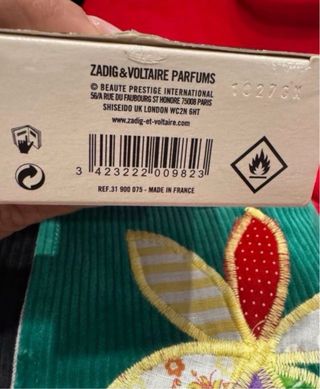 ZADIG&VOLTAIRE PARFUMS
© BEAUTE PRESTIGE INTERNATIONAL
56/A RUE DU FAUBOURG ST HONORE 75008 PARIS
SHISEIDO UK LONDON WC2N 6HT
www.zadig-et-voltaire.com
3 423222 009823
REF.31 900 075 - MADE IN FRANCE